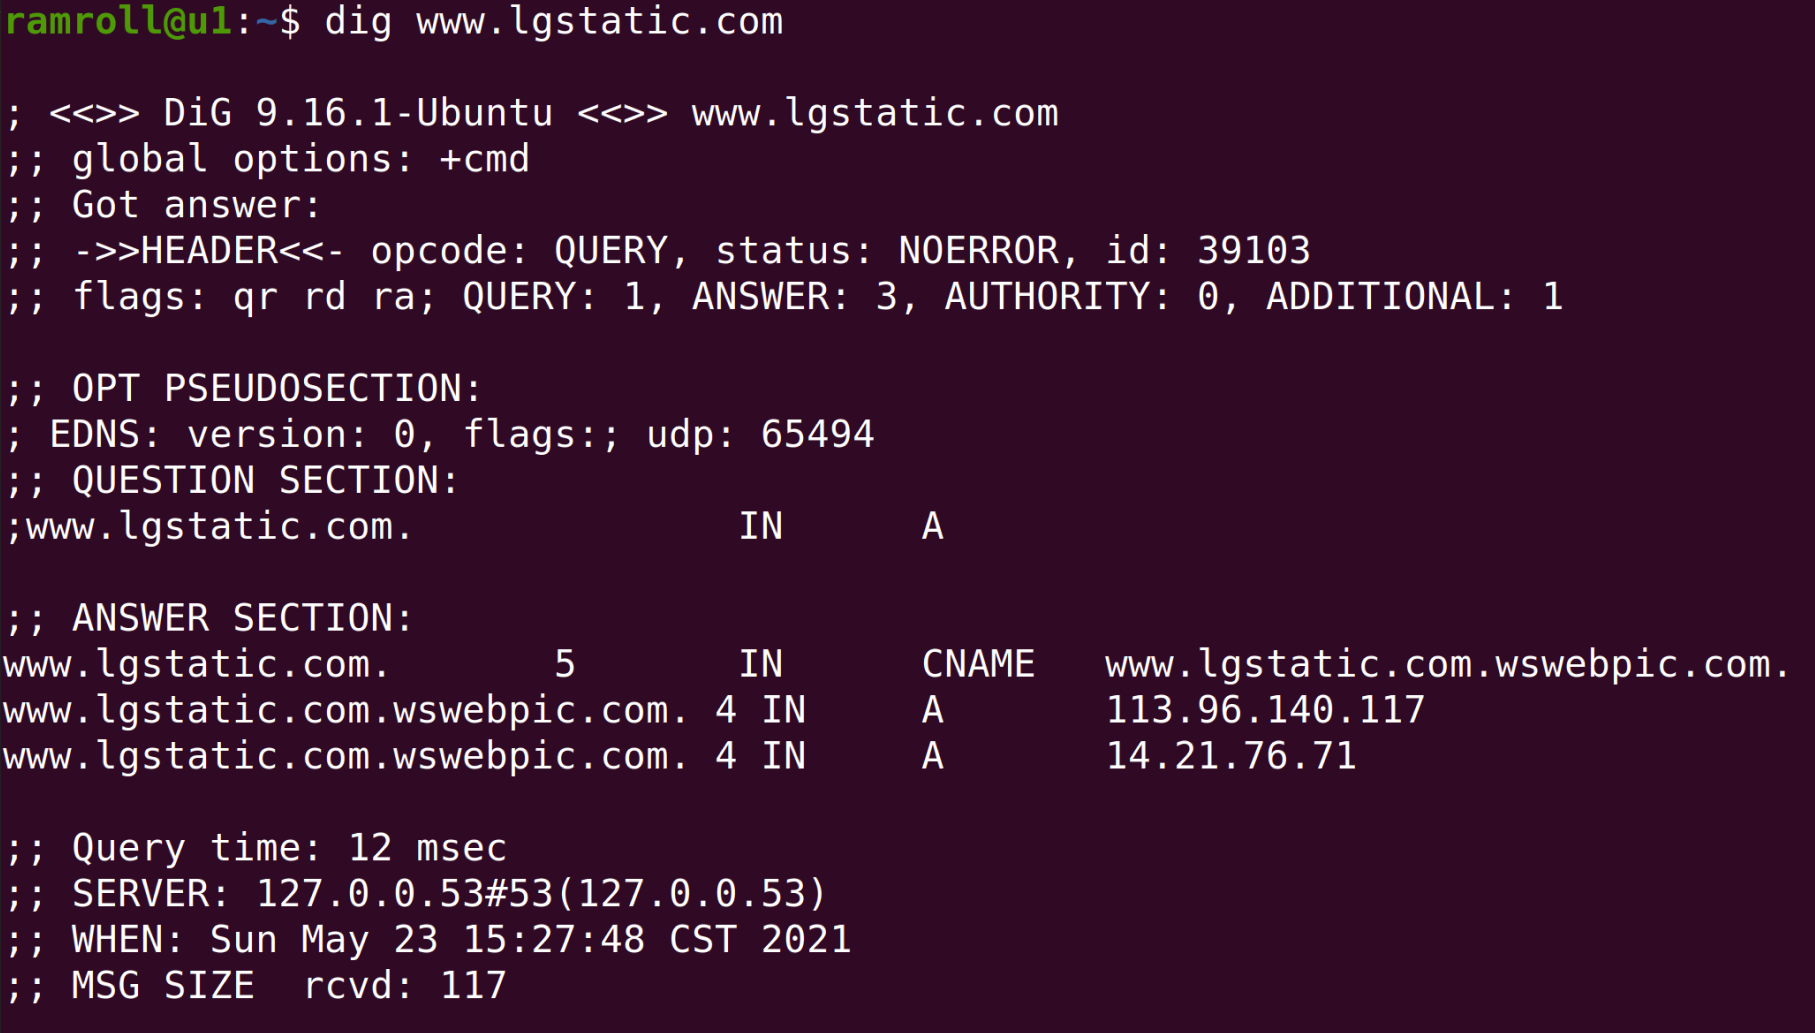 ramroll@u1:~$ dig www.lgstatic.com
; <<>> DiG 9.16.1-Ubuntu <<>> www.lgstatic.com
;; global options: +cmd
;; Got answer:
;; ->>HEADER<<- opcode: QUERY, status: NOERROR, id: 39103
;; flags: qr rd ra; QUERY: 1, ANSWER: 3, AUTHORITY: 0, ADDITIONAL: 1
;; OPT PSEUDOSECTION:
; EDNS: version: 0, flags:; udp: 65494
;; QUESTION SECTION:
;www.lgstatic.com. IN A
;; ANSWER SECTION:
www.lgstatic.com. 5 IN CNAME www.lgstatic.com.wswebpic.com.
www.lgstatic.com.wswebpic.com. 4 IN A 113.96.140.117
www.lgstatic.com.wswebpic.com. 4 IN A 14.21.76.71
;; Query time: 12 msec
;; SERVER: 127.0.0.53#53(127.0.0.53)
;; WHEN: Sun May 23 15:27:48 CST 2021
;; MSG SIZE  rcvd: 117